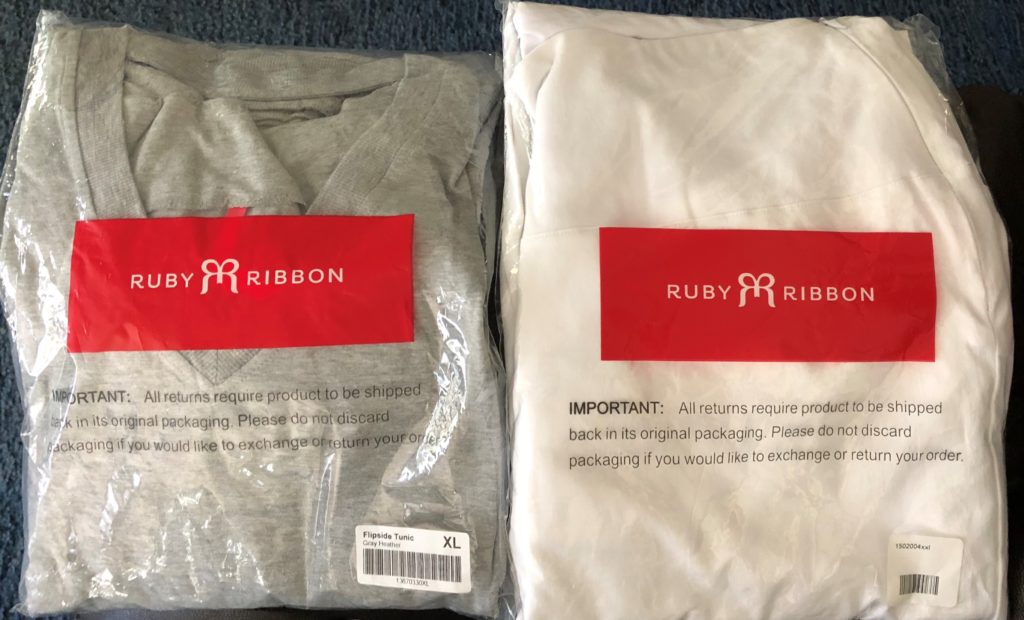 RUBY RIBBON
IMPORTANT: All returns require product to be shipped
back in its original packaging. Please do not discard
packaging if you would like to exchange or return your order.
Flipside Tunic
XL
Gray Heather
RUBY RIBBON
IMPORTANT: All returns require product to be shipped
back in its original packaging. Please do not discard
packaging if you would like to exchange or return your order.
1502004xxl